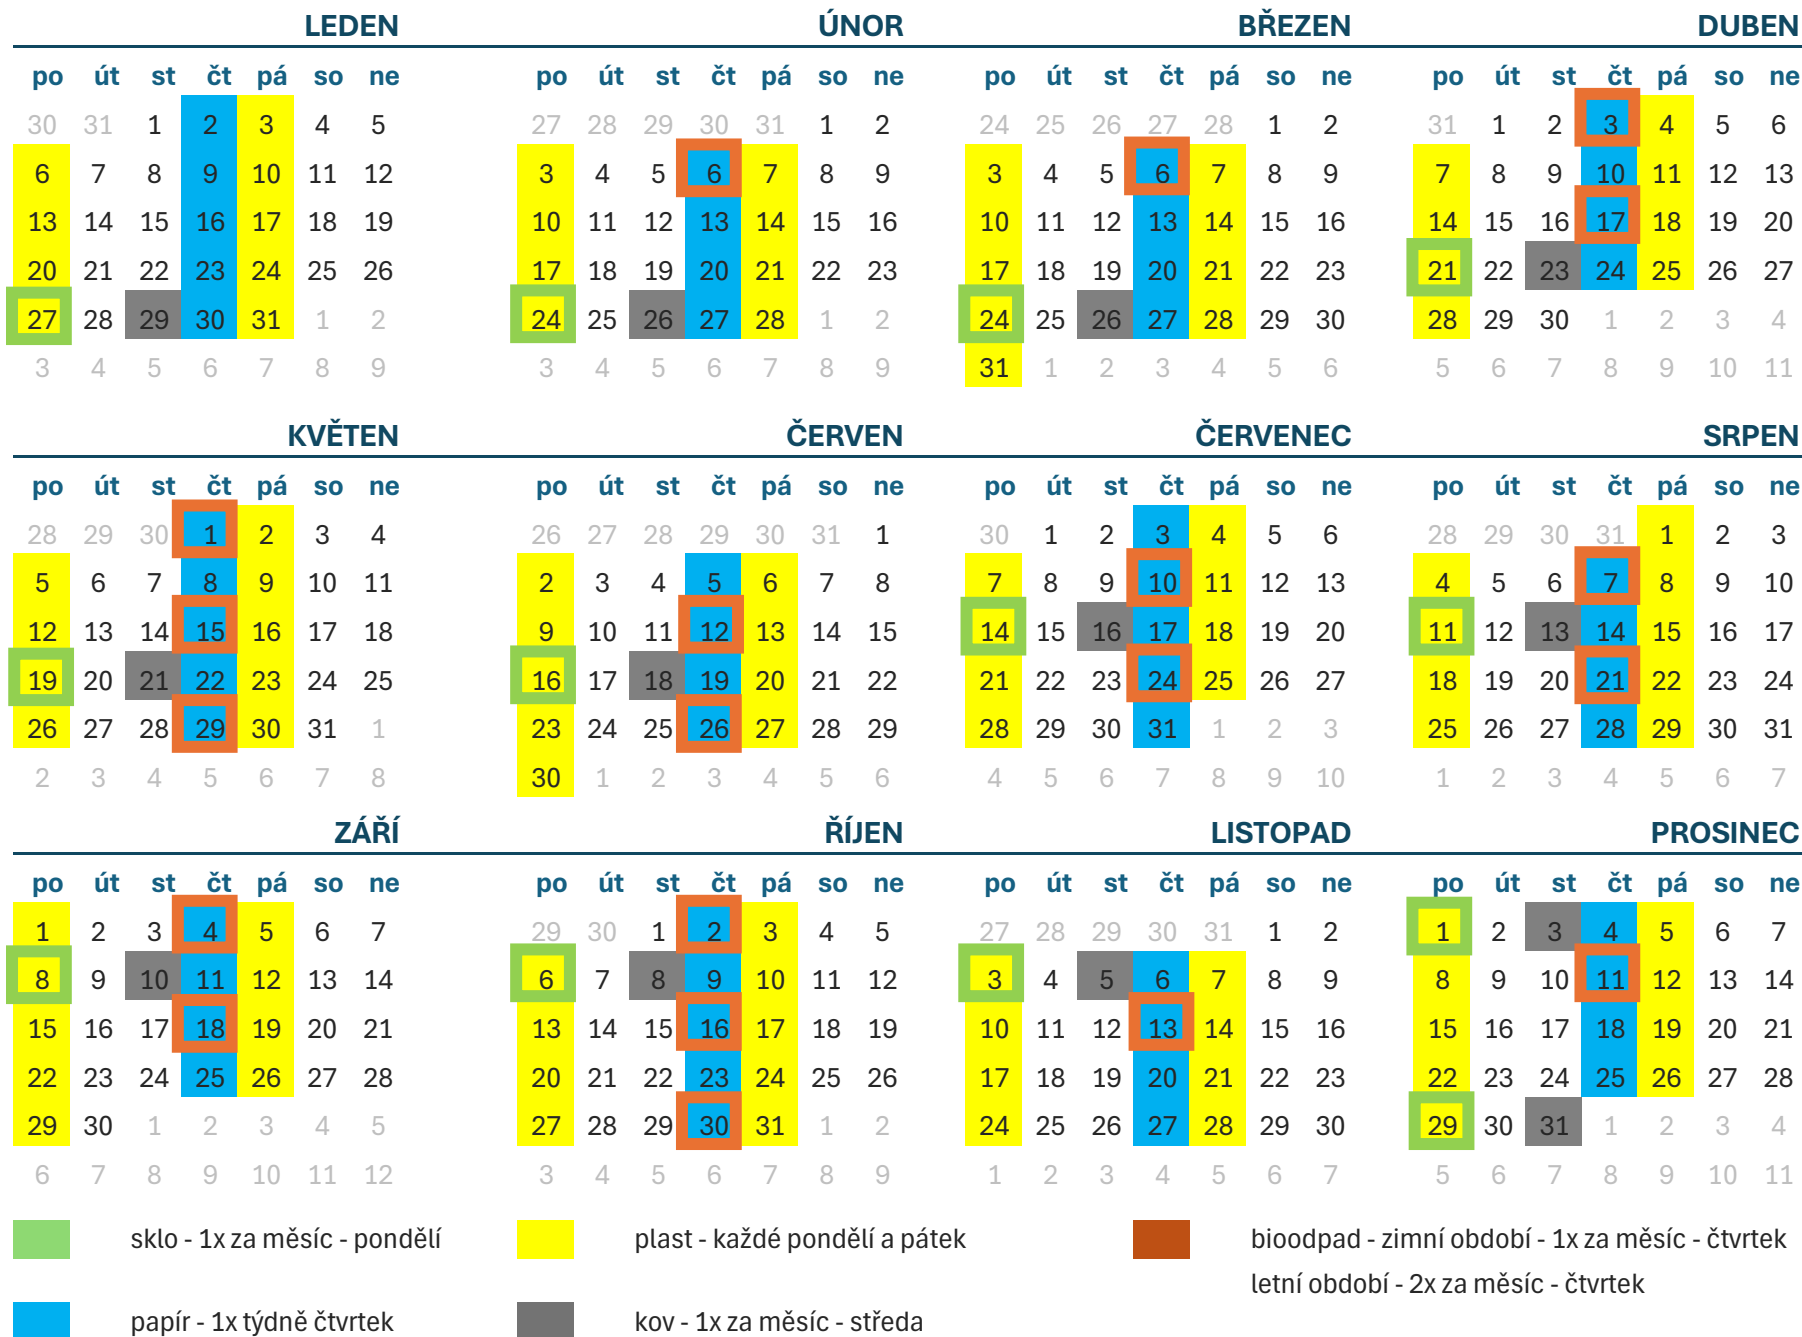 LEDEN ÚNOR BŘEZEN DUBEN
po út st čt pá so ne po út st čt pá so ne po út st čt pá so ne po út st čt pá so ne
30 31 1 2 3 4 5 27 28 29 30 31 1 2 24 25 26 27 28 1 2 31 1 2 3 4 5 6
6 7 8 9 10 11 12 3 4 5 6 7 8 9 3 4 5 6 7 8 9 7 8 9 10 11 12 13
13 14 15 16 17 18 19 10 11 12 13 14 15 16 10 11 12 13 14 15 16 14 15 16 17 18 19 20
20 21 22 23 24 25 26 17 18 19 20 21 22 23 17 18 19 20 21 22 23 21 22 23 24 25 26 27
27 28 29 30 31 1 2 24 25 26 27 28 1 2 24 25 26 27 28 29 30 28 29 30 1 2 3 4
3 4 5 6 7 8 9 3 4 5 6 7 8 9 31 1 2 3 4 5 6 5 6 7 8 9 10 11
KVĚTEN ČERVEN ČERVENEC SRPEN
po út st čt pá so ne po út st čt pá so ne po út st čt pá so ne po út st čt pá so ne
28 29 30 1 2 3 4 26 27 28 29 30 31 1 30 1 2 3 4 5 6 28 29 30 31 1 2 3
5 6 7 8 9 10 11 2 3 4 5 6 7 8 7 8 9 10 11 12 13 4 5 6 7 8 9 10
12 13 14 15 16 17 18 9 10 11 12 13 14 15 14 15 16 17 18 19 20 11 12 13 14 15 16 17
19 20 21 22 23 24 25 16 17 18 19 20 21 22 21 22 23 24 25 26 27 18 19 20 21 22 23 24
26 27 28 29 30 31 1 23 24 25 26 27 28 29 28 29 30 31 1 2 3 25 26 27 28 29 30 31
2 3 4 5 6 7 8 30 1 2 3 4 5 6 4 5 6 7 8 9 10 1 2 3 4 5 6 7
ZÁŘÍ ŘÍJEN LISTOPAD PROSINEC
po út st čt pá so ne po út st čt pá so ne po út st čt pá so ne po út st čt pá so ne
1 2 3 4 5 6 7 29 30 1 2 3 4 5 27 28 29 30 31 1 2 1 2 3 4 5 6 7
8 9 10 11 12 13 14 6 7 8 9 10 11 12 3 4 5 6 7 8 9 8 9 10 11 12 13 14
15 16 17 18 19 20 21 13 14 15 16 17 18 19 10 11 12 13 14 15 16 15 16 17 18 19 20 21
22 23 24 25 26 27 28 20 21 22 23 24 25 26 17 18 19 20 21 22 23 22 23 24 25 26 27 28
29 30 1 2 3 4 5 27 28 29 30 31 1 2 24 25 26 27 28 29 30 29 30 31 1 2 3 4
6 7 8 9 10 11 12 3 4 5 6 7 8 9 1 2 3 4 5 6 7 5 6 7 8 9 10 11
sklo - 1x za měsíc - pondělí plast - každé pondělí a pátek bioodpad - zimní období - 1x za měsíc - čtvrtek
letní období - 2x za měsíc - čtvrtek
papír - 1x týdně čtvrtek kov - 1x za měsíc - středa